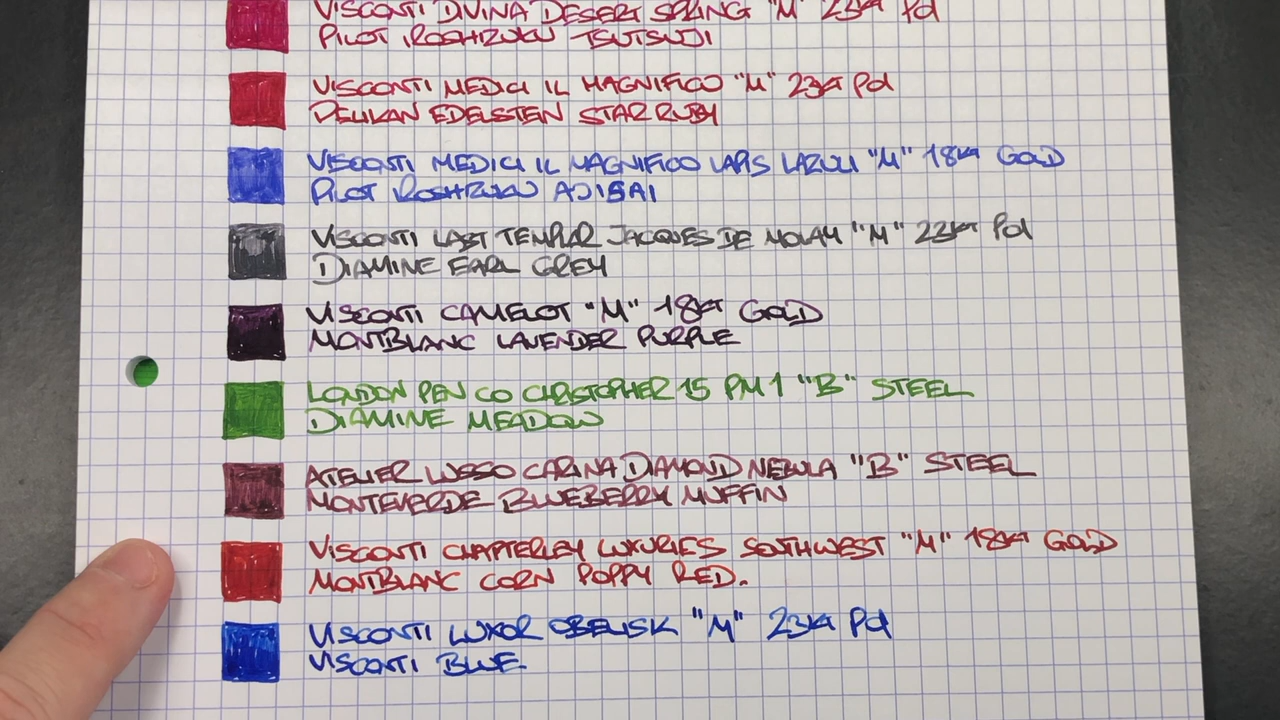 VISCONTI DIVINA DESERT SPRING "M" 23KT Pd
PILOT IROSHIZUKU TSUTSUJI
VISCONTI MEDICI IL MAGNIFICO "M" 23KT Pd
PELIKAN EDELSTEIN STAR RUBY
VISCONTI MEDICI IL MAGNIFICO LAPIS LAZULI "M" 18KT GOLD
PILOT IROSHIZUKU AJISAI
VISCONTI LAST TEMPLAR JACQUES DE MOLAY "M" 23KT Pd
DIAMINE EARL GREY
VISCONTI CAMELOT "M" 18KT GOLD
MONTBLANC LAVENDER PURPLE
LONDON PEN CO CHRISTOPHER 15 PM1 "B" STEEL
DIAMINE MEADOW
ATELIER LUSSO CARINA DIAMOND NEBULA "B" STEEL
MONTEVERDE BLUEBERRY MUFFIN
VISCONTI CHAPTERLEY LUXURIES SOUTHWEST "M" 18KT GOLD
MONTBLANC CORN POPPY RED.
VISCONTI LUXOR OBELISK "M" 23KT Pd
VISCONTI BLUE.